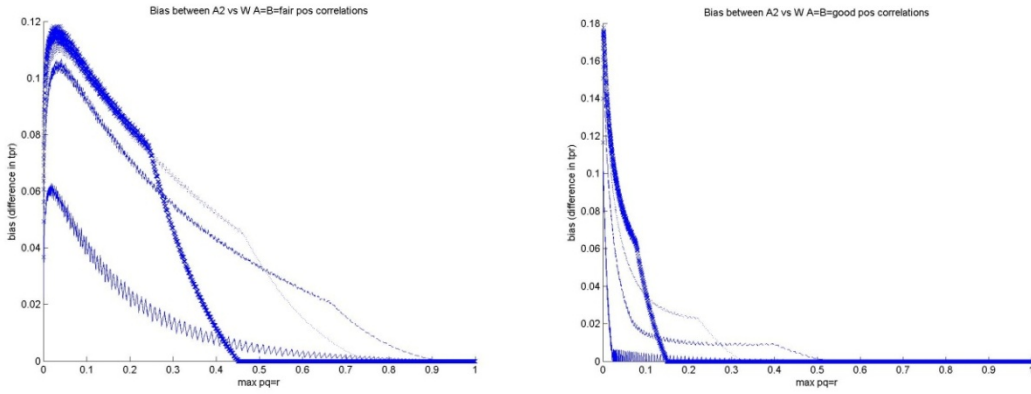 Bias between A2 vs W A=B=fair pos correlations
0.12
0.1
0.08
0.06
0.04
0.02
0
bias (difference in tpr)
0 0.1 0.2 0.3 0.4 0.5 0.6 0.7 0.8 0.9 1
max pq=r
Bias between A2 vs W A=B=good pos correlations
0.18
0.16
0.14
0.12
0.1
0.08
0.06
0.04
0.02
0
bias (difference in tpr)
0 0.1 0.2 0.3 0.4 0.5 0.6 0.7 0.8 0.9 1
max pq=r